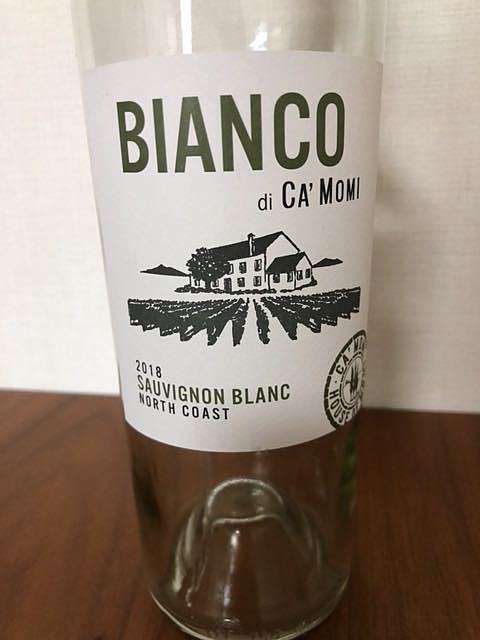 BIANCO
di CA' MOMI
2018
SAUVIGNON BLANC
NORTH COAST